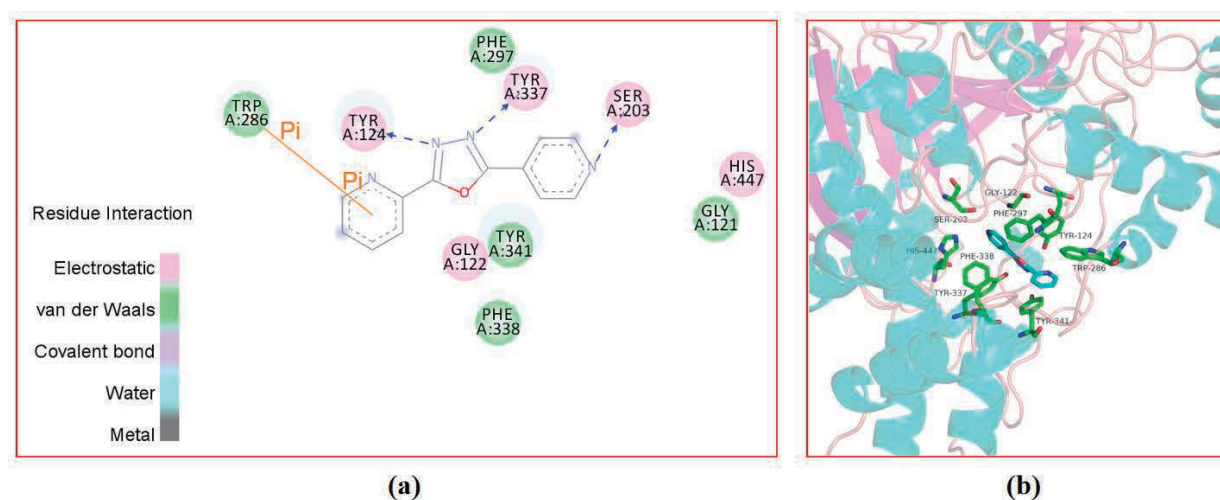 PHE
A:297
TYR
A:337
SER
A:203
TRP
A:286
TYR
A:124
Pi
N
N
N
N
O
Pi
HIS
A:447
GLY
A:121
TYR
A:341
GLY
A:122
PHE
A:338
Residue Interaction
Electrostatic
van der Waals
Covalent bond
Water
Metal
GLY-122
SER-203
PHE-297
TYR-124
HIS-447
PHE-338
TRP-286
TYR-337
TYR-341
(a)
(b)